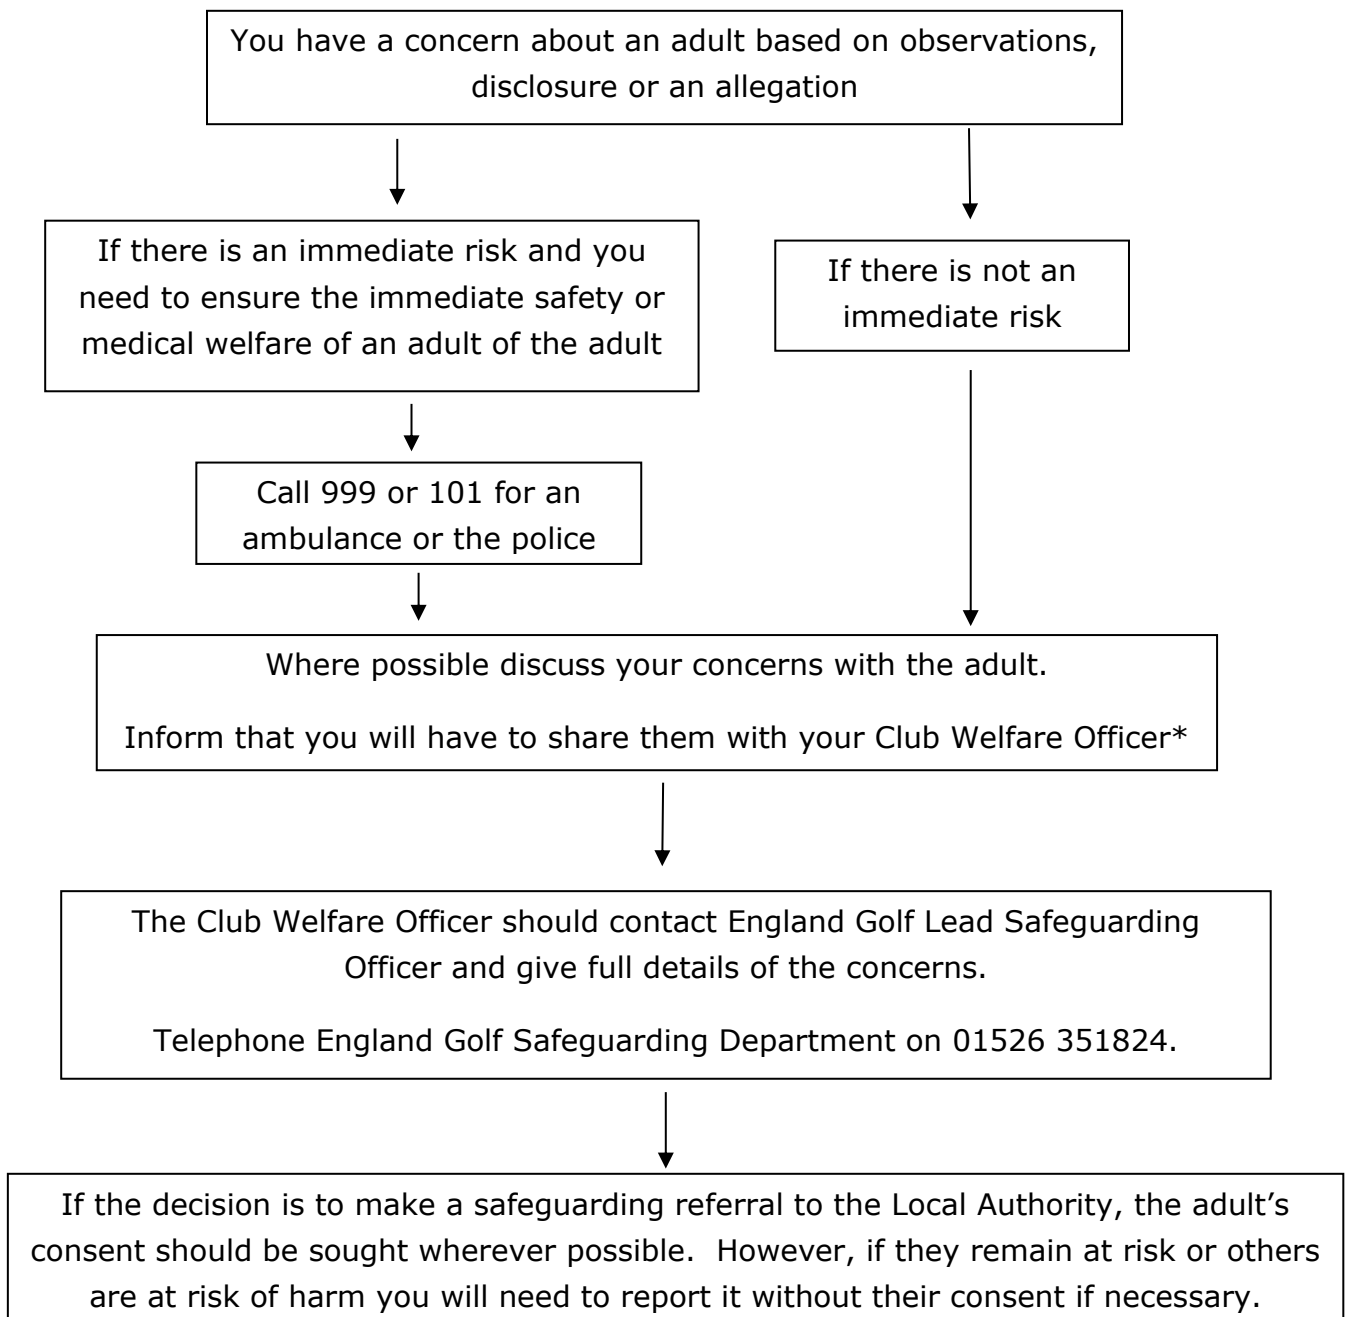 You have a concern about an adult based on observations,
disclosure or an allegation
If there is an immediate risk and you
need to ensure the immediate safety or
medical welfare of an adult of the adult
If there is not an
immediate risk
Call 999 or 101 for an
ambulance or the police
Where possible discuss your concerns with the adult.
Inform that you will have to share them with your Club Welfare Officer*
The Club Welfare Officer should contact England Golf Lead Safeguarding
Officer and give full details of the concerns.
Telephone England Golf Safeguarding Department on 01526 351824.
If the decision is to make a safeguarding referral to the Local Authority, the adult’s
consent should be sought wherever possible.  However, if they remain at risk or others
are at risk of harm you will need to report it without their consent if necessary.